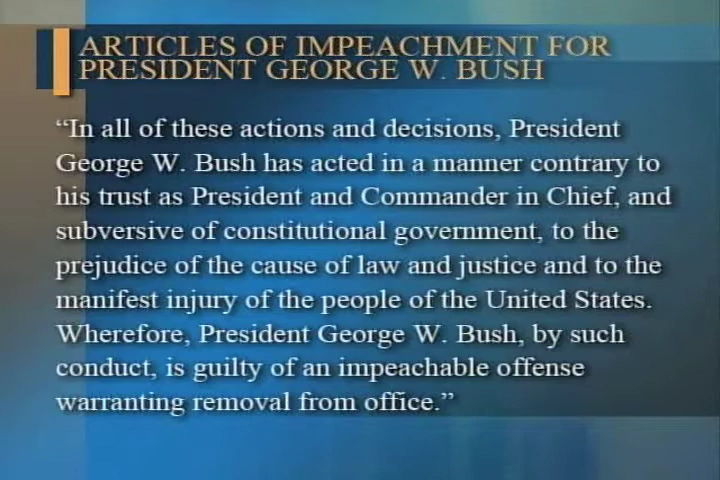 ARTICLES OF IMPEACHMENT FOR
PRESIDENT GEORGE W. BUSH
“In all of these actions and decisions, President
George W. Bush has acted in a manner contrary to
his trust as President and Commander in Chief, and
subversive of constitutional government, to the
prejudice of the cause of law and justice and to the
manifest injury of the people of the United States.
Wherefore, President George W. Bush, by such
conduct, is guilty of an impeachable offense
warranting removal from office.”